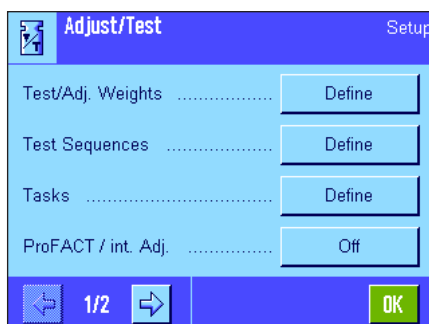 Adjust/Test Setup
Test/Adj. Weights .................. Define
Test Sequences .................... Define
Tasks ................................ Define
ProFACT / int. Adj. ................ Off
1/2 OK